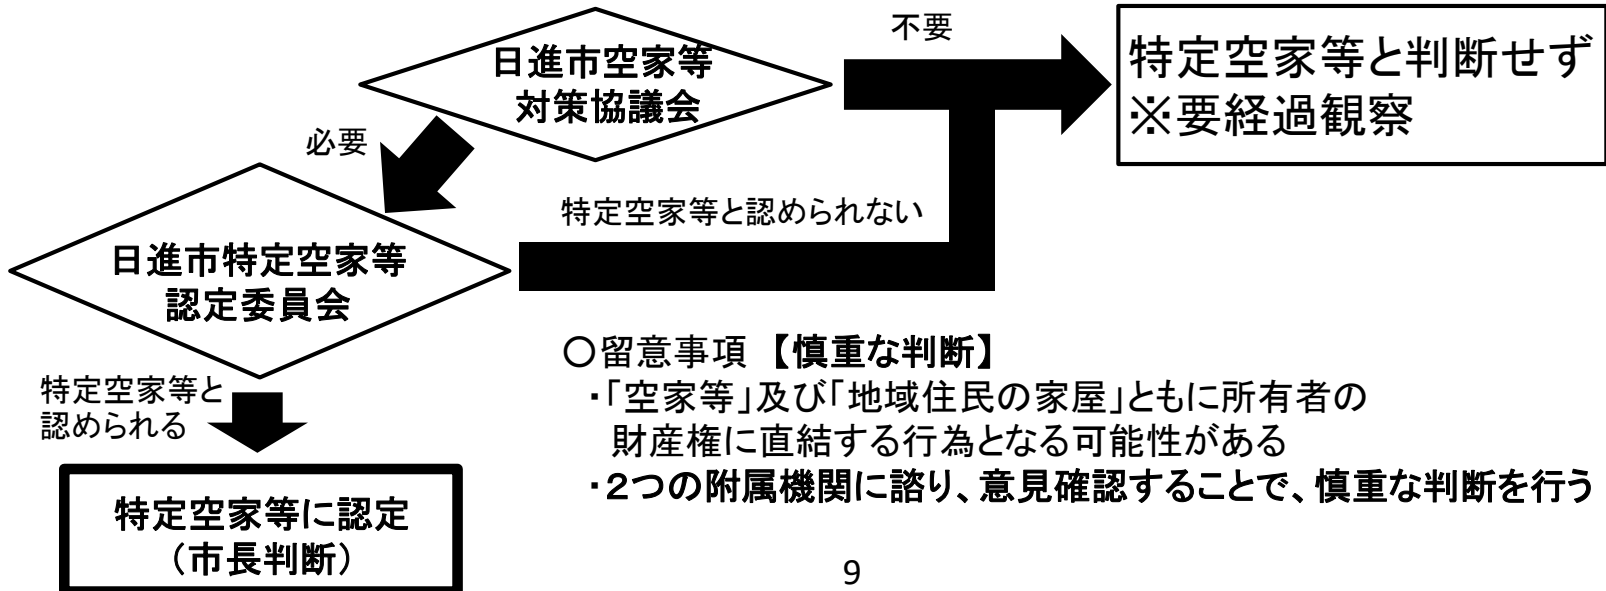 日進市空家等
対策協議会
不要
特定空家等と判断せず
※要経過観察
必要
特定空家等と認められない
日進市特定空家等
認定委員会
〇留意事項 【慎重な判断】
・「空家等」及び「地域住民の家屋」ともに所有者の
財産権に直結する行為となる可能性がある
・２つの附属機関に諮り、意見確認することで、慎重な判断を行う
特定空家等と
認められる
特定空家等に認定
（市長判断）
9